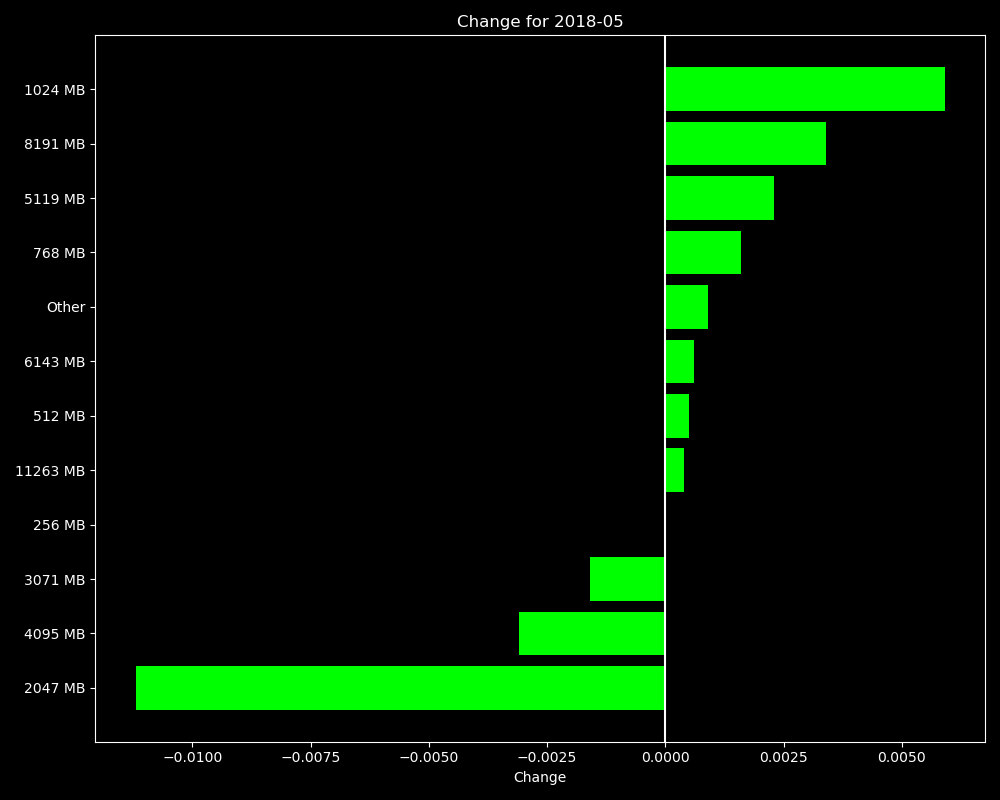 Change for 2018-05
1024 MB
8191 MB
5119 MB
768 MB
Other
6143 MB
512 MB
11263 MB
256 MB
3071 MB
4095 MB
2047 MB
−0.0100 −0.0075 −0.0050 −0.0025 0.0000 0.0025 0.0050
Change